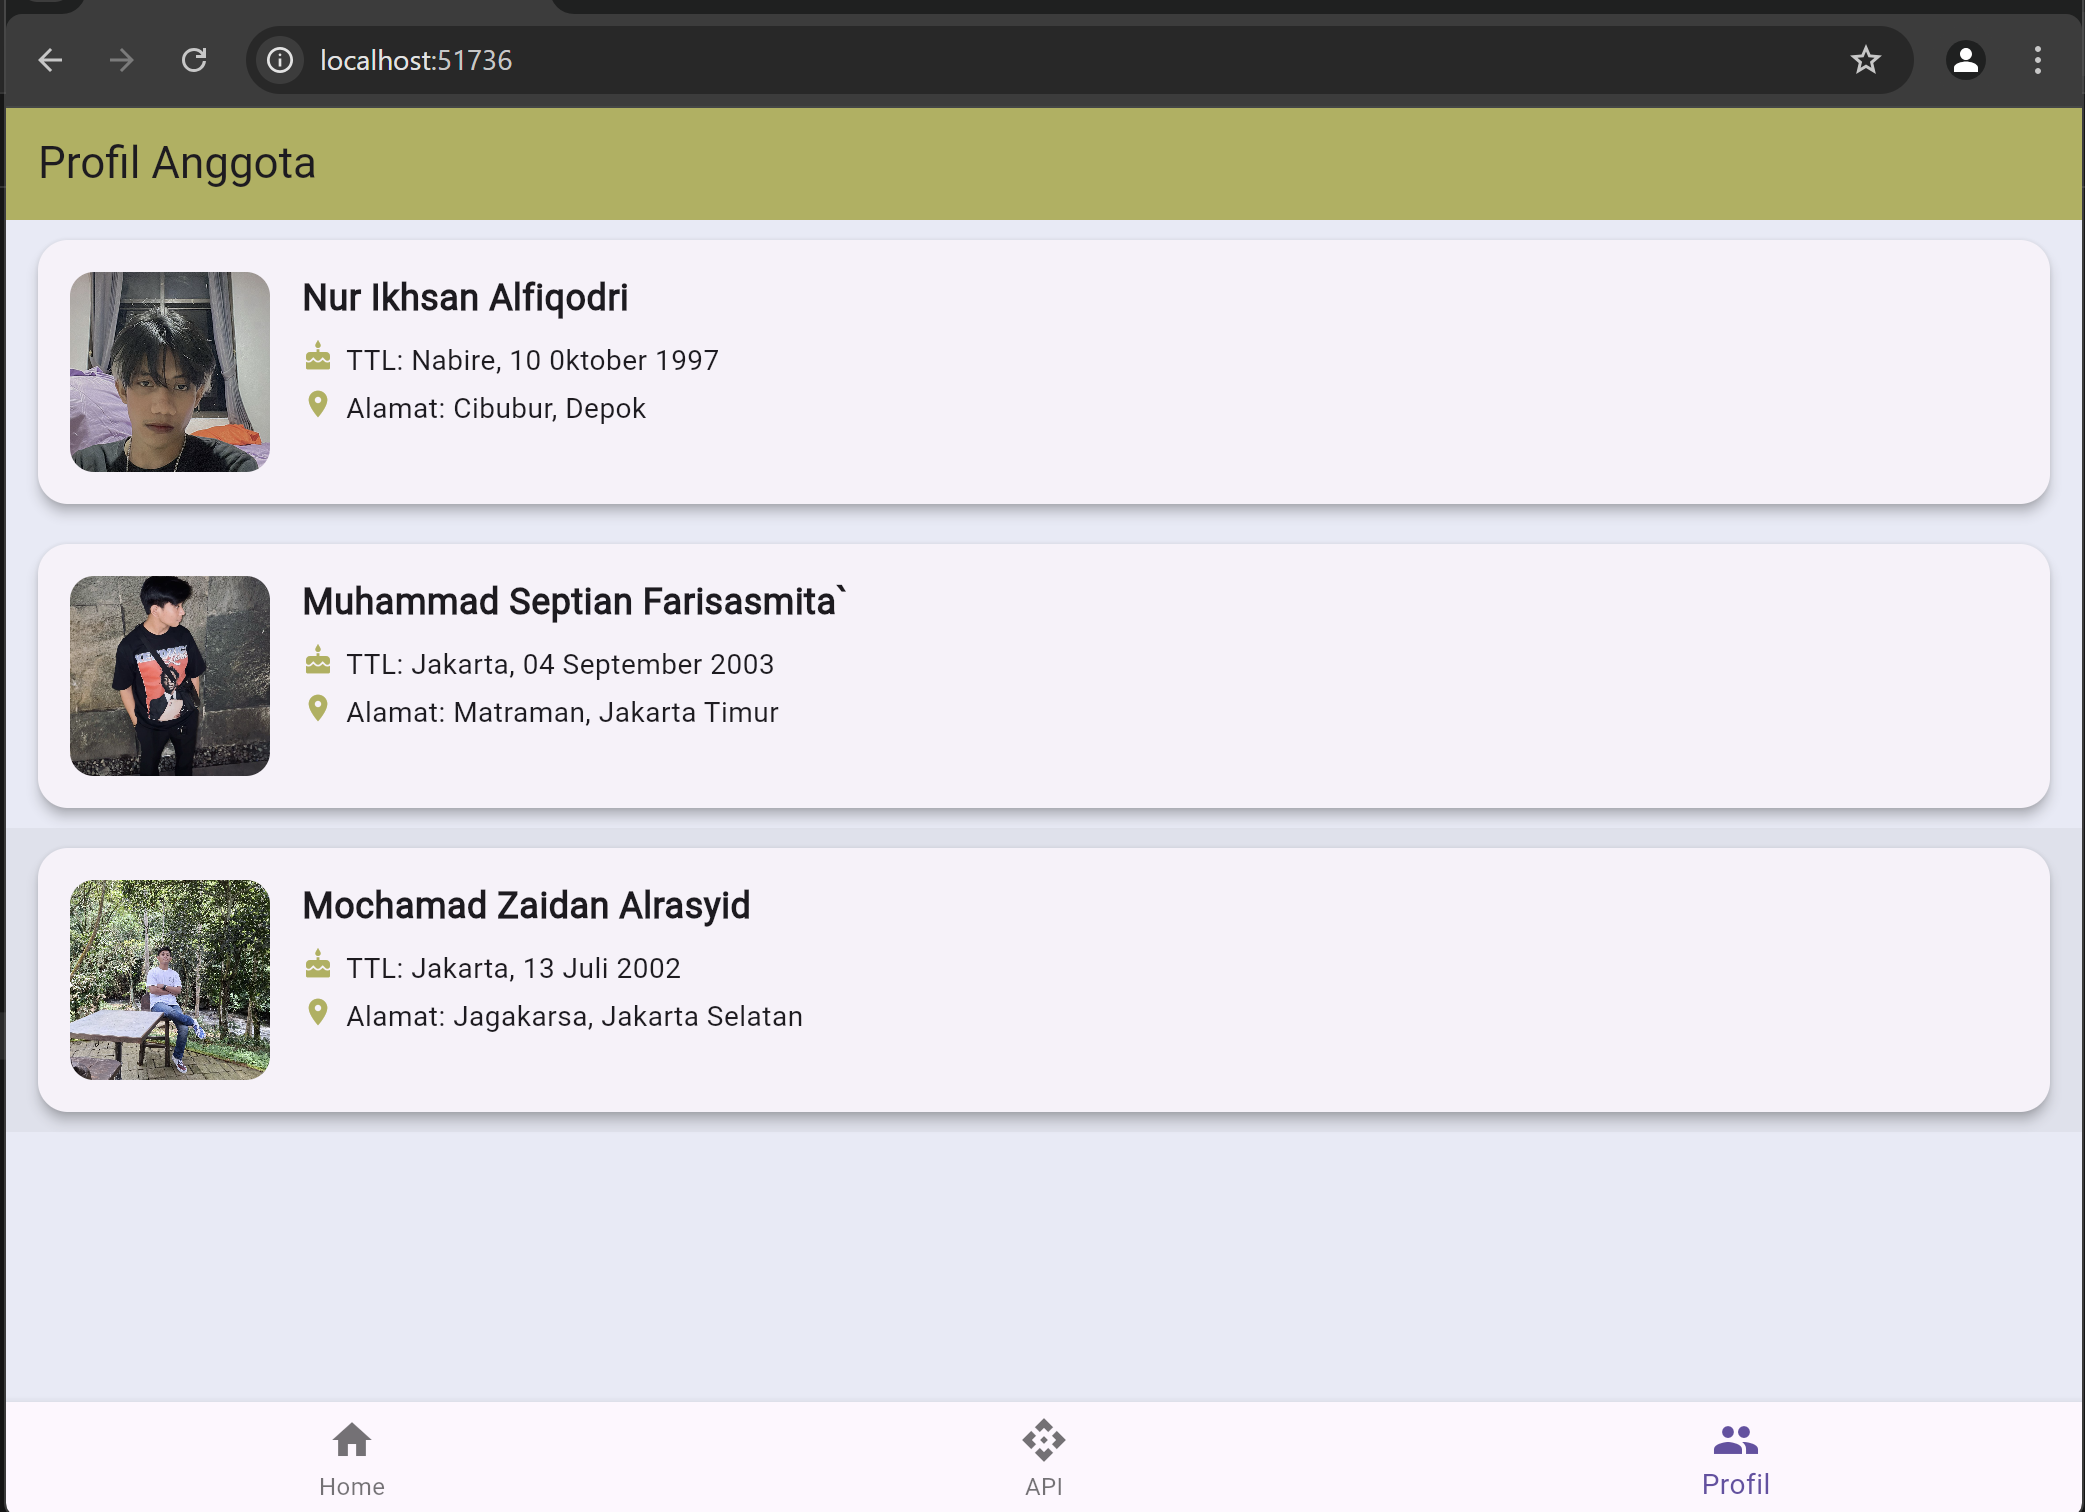 localhost:51736
Profil Anggota
Nur Ikhsan Alfiqodri
TTL: Nabire, 10 0ktober 1997
Alamat: Cibubur, Depok
Muhammad Septian Farisasmita`
TTL: Jakarta, 04 September 2003
Alamat: Matraman, Jakarta Timur
Mochamad Zaidan Alrasyid
TTL: Jakarta, 13 Juli 2002
Alamat: Jagakarsa, Jakarta Selatan
Home
API
Profil